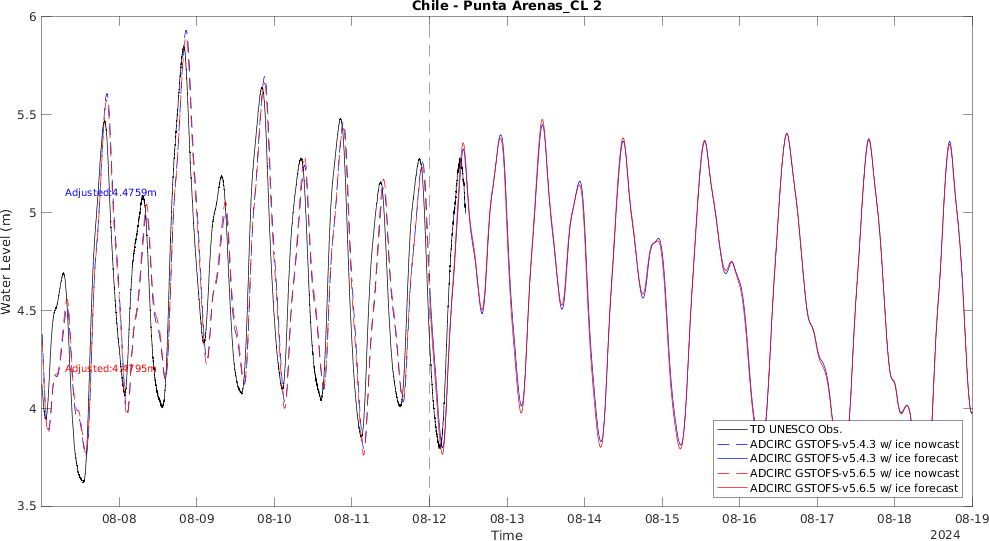 Chile - Punta Arenas_CL 2
Water Level (m)
6
5.5
5
4.5
4
3.5
Adjusted:4.4759m
Adjusted:4.4795m
TD UNESCO Obs.
ADCIRC GSTOFS-v5.4.3 w/ ice nowcast
ADCIRC GSTOFS-v5.4.3 w/ ice forecast
ADCIRC GSTOFS-v5.6.5 w/ ice nowcast
ADCIRC GSTOFS-v5.6.5 w/ ice forecast
08-08 08-09 08-10 08-11 08-12 08-13 08-14 08-15 08-16 08-17 08-18 08-19
Time
2024